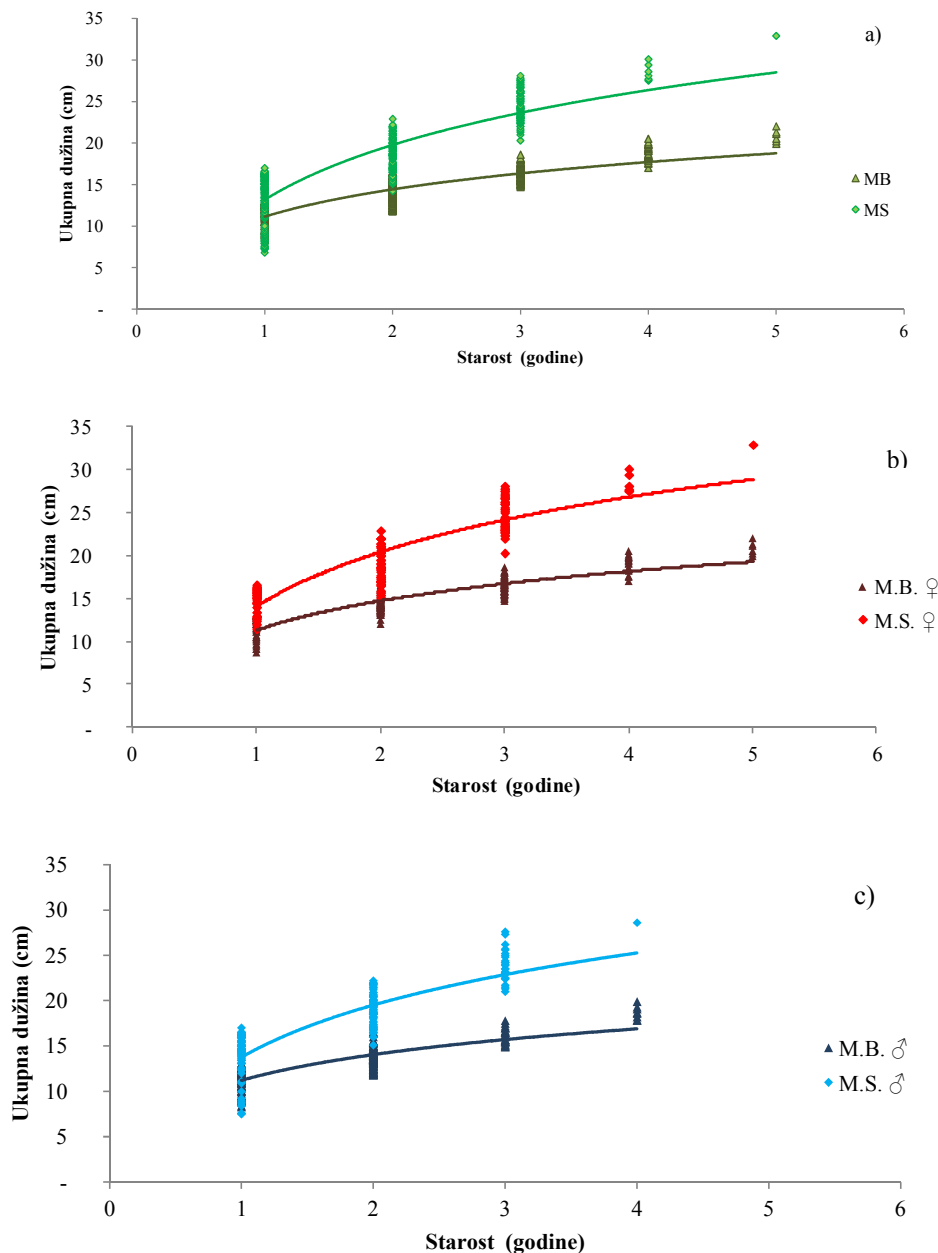 a)
35
30
25
20
15
10
5
-
Ukupna dužina (cm)
0 1 2 3 4 5 6
Starost (godine)
MB
MS
b)
35
30
25
20
15
10
5
-
Ukupna dužina (cm)
0 1 2 3 4 5 6
Starost (godine)
M.B. ♀
M.S. ♀
c)
35
30
25
20
15
10
5
-
Ukupna dužina (cm)
0 1 2 3 4 5 6
Starost (godine)
M.B. ♂
M.S. ♂